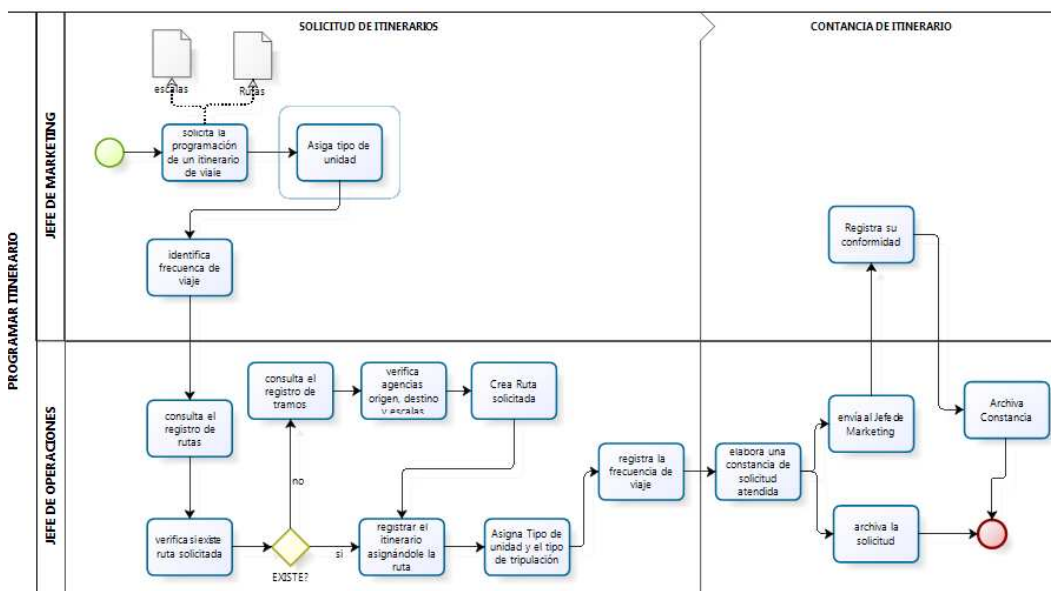 SOLICITUD DE ITINERARIOS
CONTANCIA DE ITINERARIO
PROGRAMAR ITINERARIO
JEFE DE MARKETING
escalas
Rutas
solicita la
programación
de un itinerario
de viaje
Asiga tipo de
unidad
identifica
frecuenca de
viaje
Registra su
conformidad
JEFE DE OPERACIONES
consulta el
registro de
tramos
verifica
agencias
origen, destino
y escalas
Crea Ruta
solicitada
consulta el
registro de
rutas
registra la
frecuencia de
viaje
elabora una
constancia de
solicitud
atendida
envía al Jefe de
Marketing
Archiva
Constancia
no
verifica si existe
ruta solicitada
EXISTE?
si
registrar el
itinerario
asignándole la
ruta
Asigna Tipo de
unidad y el tipo
de tripulación
archiva la
solicitud